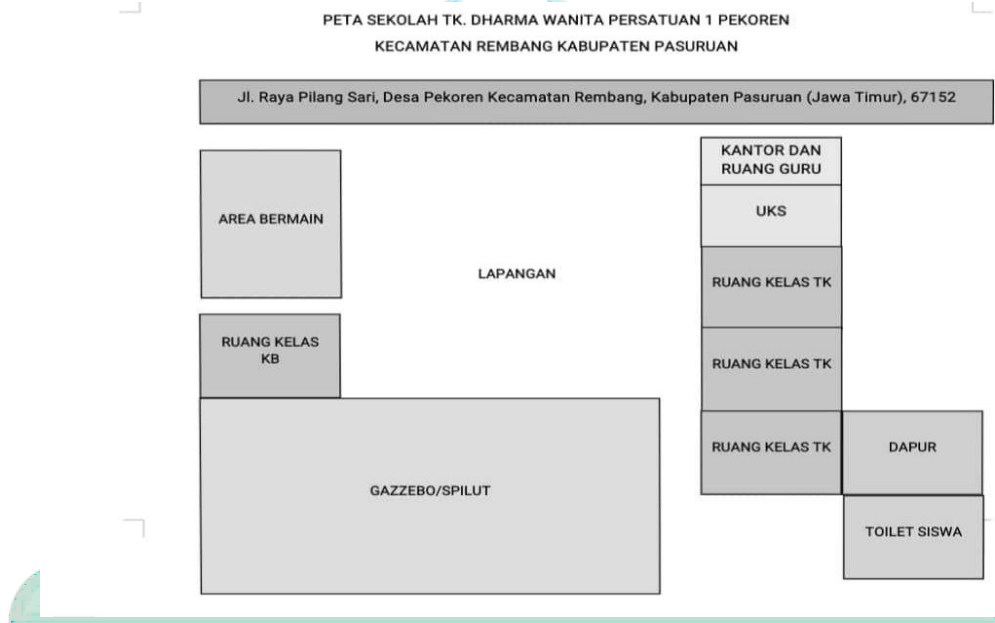 PETA SEKOLAH TK. DHARMA WANITA PERSATUAN 1 PEKOREN
KECAMATAN REMBANG KABUPATEN PASURUAN
Jl. Raya Pilang Sari, Desa Pekoren Kecamatan Rembang, Kabupaten Pasuruan (Jawa Timur), 67152
KANTOR DAN
RUANG GURU
AREA BERMAIN
UKS
LAPANGAN
RUANG KELAS TK
RUANG KELAS
KB
RUANG KELAS TK
RUANG KELAS TK
DAPUR
GAZZEBO/SPILUT
TOILET SISWA